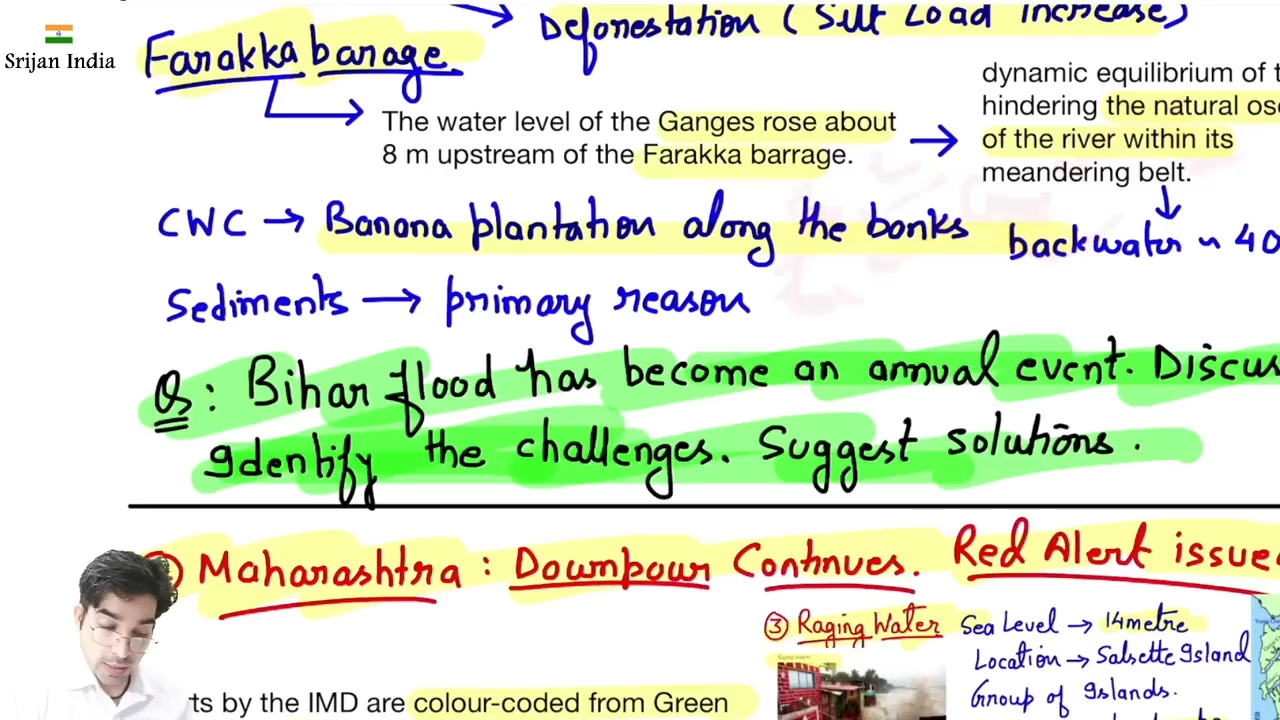 Deforestation (Silt Load increase)
Srijan India
Farakka barage
dynamic equilibrium of t
hindering the natural os
of the river within its
meandering belt.
The water level of the Ganges rose about
8 m upstream of the Farakka barrage.
CWC → Banana plantation along the banks
backwater ~ 40
Sediments → primary reason
Q: Bihar flood has become an annual event. Discus
Identify the challenges. Suggest solutions.
Maharashtra : Downpour Continues. Red Alert issue
③ Raging Water
Sea Level → 14 metre
Location → Salsette Island
Group of Islands.
ts by the IMD are colour-coded from Green